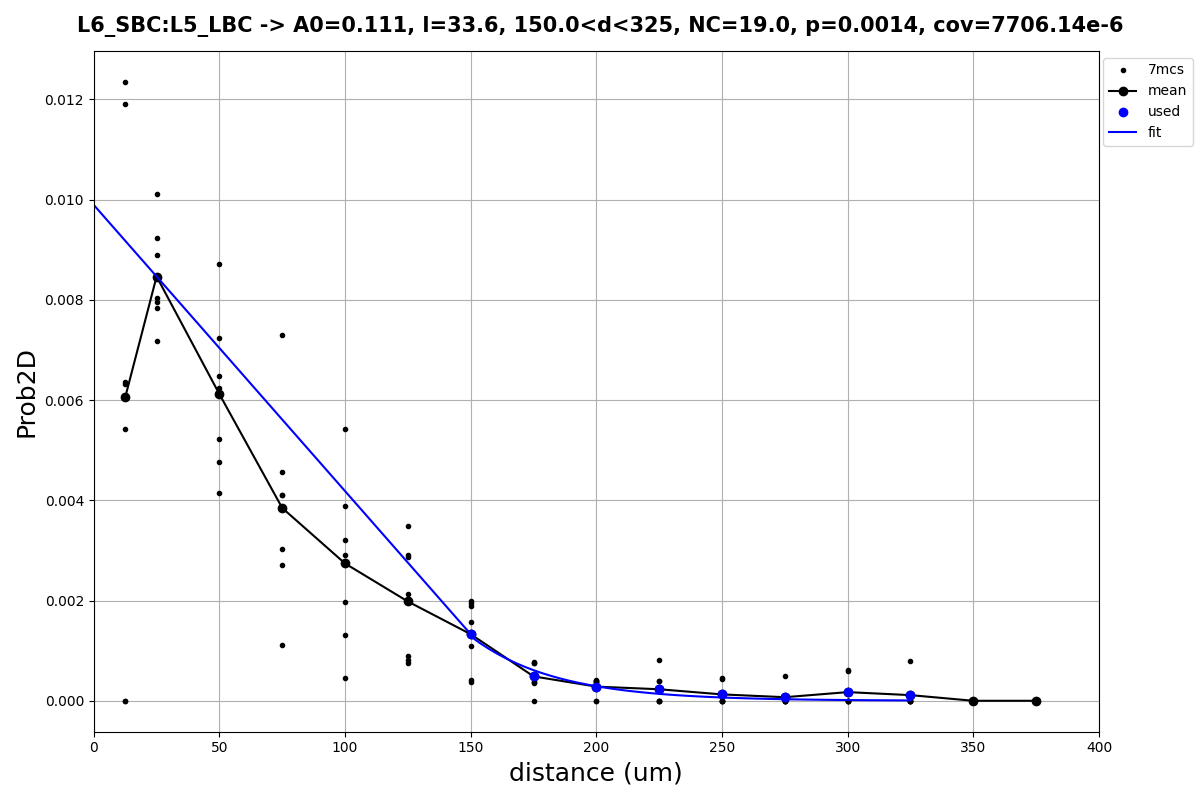 L6_SBC:L5_LBC -> A0=0.111, l=33.6, 150.0<d<325, NC=19.0, p=0.0014, cov=7706.14e-6
7mcs
mean
used
fit
0.012
0.010
0.008
0.006
0.004
0.002
0.000
Prob2D
0
50
100
150
200
250
300
350
400
distance (um)